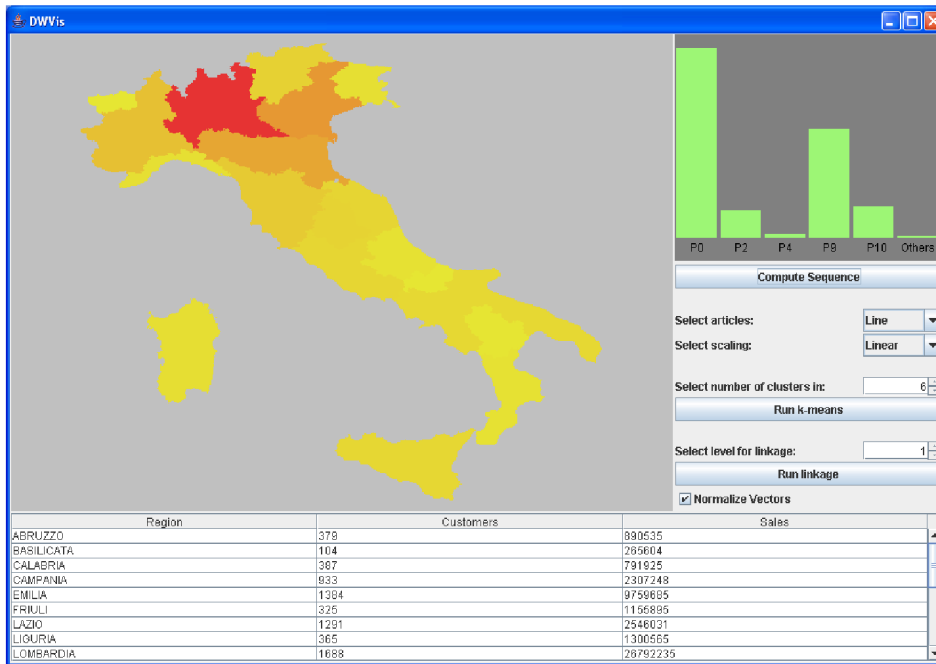 DWVis
P0 P2 P4 P9 P10 Others
Compute Sequence
Select articles: Line
Select scaling: Linear
Select number of clusters in: 6
Run k-means
Select level for linkage: 1
Run linkage
Normalize Vectors
Region Customers Sales
ABRUZZO 379 890535
BASILICATA 104 265604
CALABRIA 387 791925
CAMPANIA 933 2307248
EMILIA 1384 9759685
FRIULI 325 1155895
LAZIO 1291 2546031
LIGURIA 365 1300565
LOMBARDIA 1688 26792235